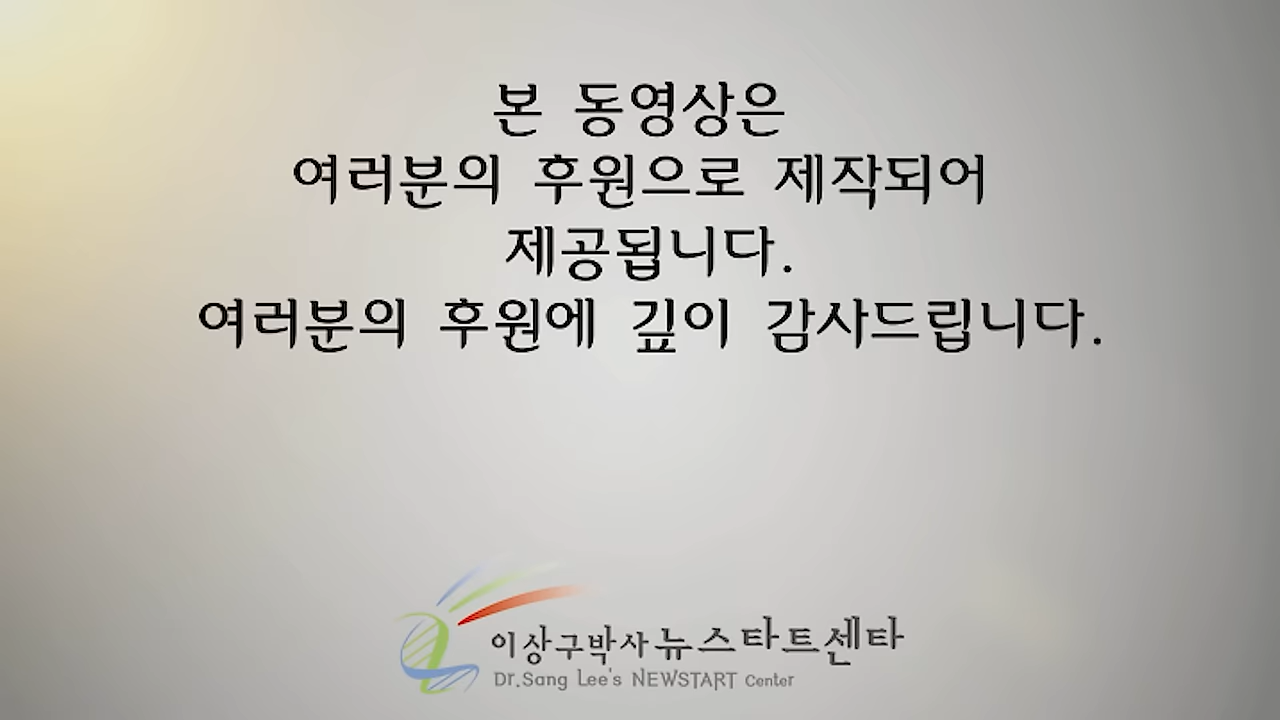 본 동영상은
여러분의 후원으로 제작되어
제공됩니다.
여러분의 후원에 깊이 감사드립니다.
이상구박사 뉴스타트센타
Dr.Sang Lee's NEWSTART Center